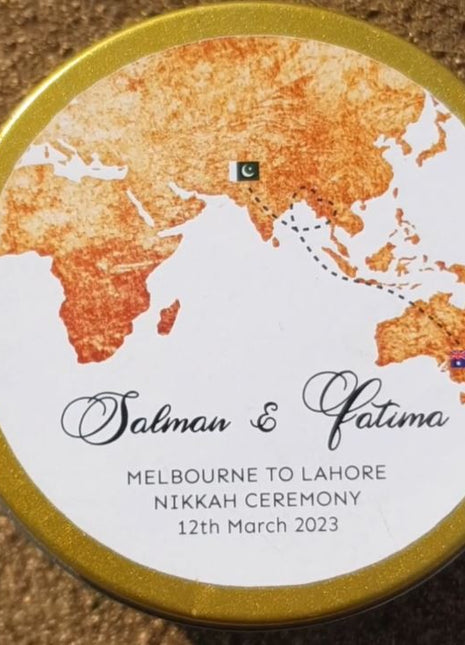 Salman & Fatima
MELBOURNE TO LAHORE
NIKKAH CEREMONY
12th March 2023